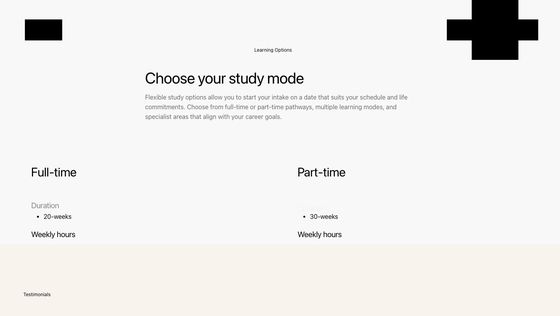 Learning Options
Choose your study mode
Flexible study options allow you to start your intake on a date that suits your schedule and life
commitments. Choose from full-time or part-time pathways, multiple learning modes, and
specialist areas that align with your career goals.
Full-time
Duration
• 20-weeks
Weekly hours
Part-time
• 30-weeks
Weekly hours
Testimonials